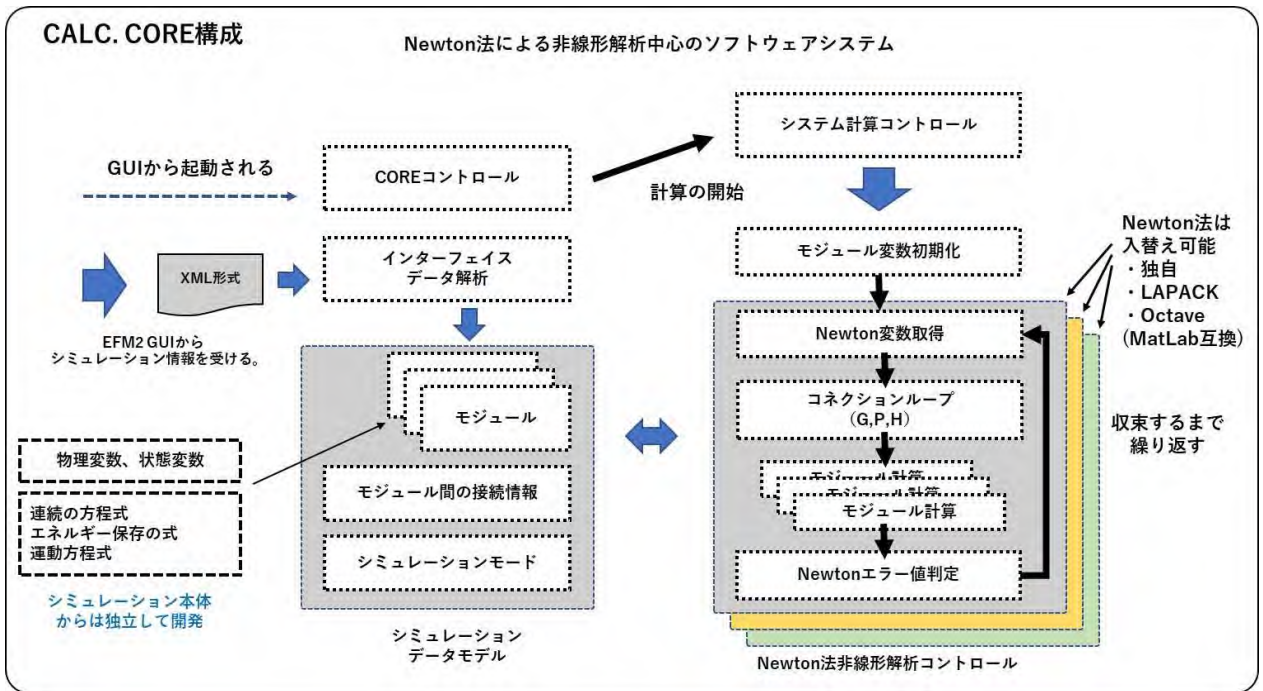 CALC. CORE構成
Newton法による非線形解析中心のソフトウェアシステム
GUIから起動される
COREコントロール
計算の開始
システム計算コントロール
XML形式
インターフェイス
データ解析
EFM2 GUIから
シミュレーション情報を受ける。
モジュール
モジュール間の接続情報
シミュレーションモード
シミュレーション
データモデル
物理変数、状態変数
連続の方程式
エネルギー保存の式
運動方程式
シミュレーション本体
からは独立して開発
モジュール変数初期化
Newton変数取得
コネクションループ
(G,P,H)
モジュール計算
モジュール計算
モジュール計算
Newtonエラー値判定
Newton法非線形解析コントロール
Newton法は
入替え可能
・独自
・LAPACK
・Octave
(MatLab互換)
収束するまで
繰り返す